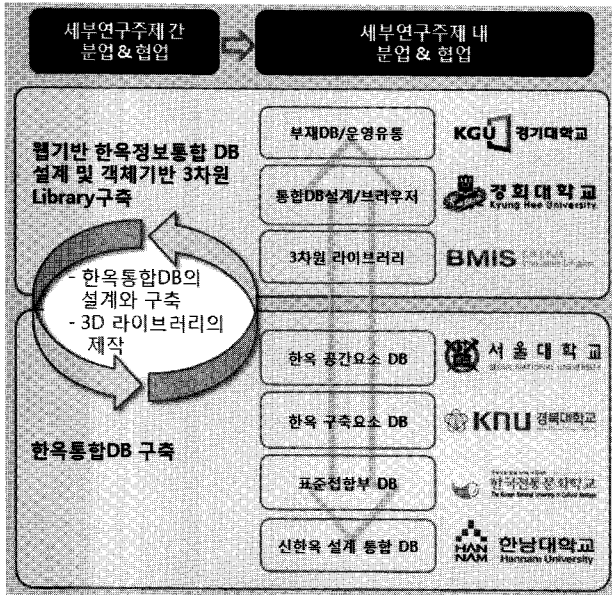 세부연구주제 간
분업 & 협업
세부연구주제 내
분업 & 협업
웹기반 한옥정보통합 DB
설계 및 객체기반 3차원
Library구축
- 한옥통합DB의
설계와 구축
- 3D 라이브러리의
제작
한옥통합DB 구축
부재DB/운영유통
KGU 경기대학교
통합DB설계/브라우저
경희대학교
Kyung Hee University
3차원 라이브러리
BMIS
한옥 공간요소 DB
서울대학교
SEOUL NATIONAL UNIVERSITY
한옥 구축요소 DB
KNU 경북대학교
표준접합부 DB
한국전통문화학교
신한옥 설계 통합 DB
HAN
NAM
한남대학교
Hannam University